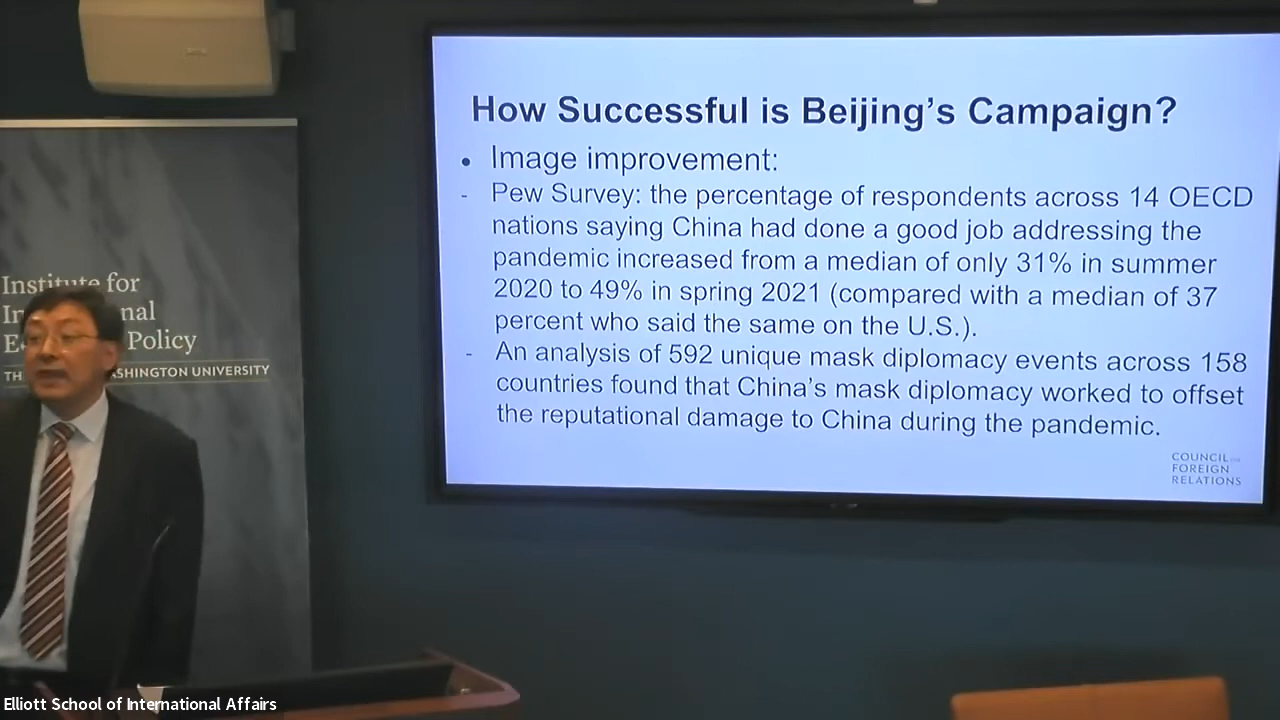 How Successful is Beijing's Campaign?
• Image improvement:
- Pew Survey: the percentage of respondents across 14 OECD
nations saying China had done a good job addressing the
pandemic increased from a median of only 31% in summer
2020 to 49% in spring 2021 (compared with a median of 37
percent who said the same on the U.S.).
- An analysis of 592 unique mask diplomacy events across 158
countries found that China's mask diplomacy worked to offset
the reputational damage to China during the pandemic.
COUNCIL
FOREIGN
RELATIONS
Institute for
Policy
WASHINGTON UNIVERSITY
Elliott School of International Affairs